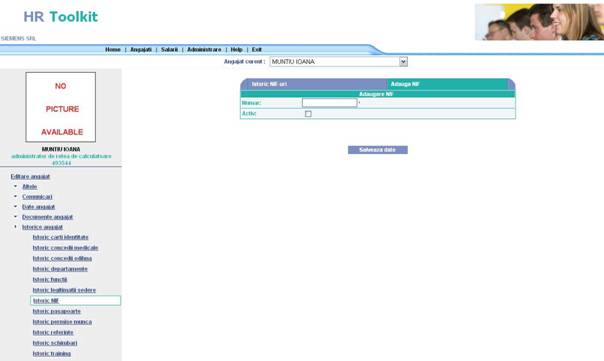 HR Toolkit
SIEMENS SRL
Home | Angajati | Salarii | Administrare | Help | Exit
Angajat curent : MUNTIU IOANA
NO
PICTURE
AVAILABLE
MUNTIU IOANA
administrator de retea de calculatoare
493544
Istoric NIF-uri
Adauga NIF
Adaugare NIF
Numar: *
Activ:
Salveaza date
Editare angajat
Altele
Comunicari
Date angajat
Documente angajat
Istorice angajat
Istoric carti identitate
Istoric concedii medicale
Istoric concedii odihna
Istoric departamente
Istoric functii
Istoric legitimatii sedere
Istoric NIF
Istoric pasapoarte
Istoric permise munca
Istoric referinte
Istoric schimburi
Istoric training